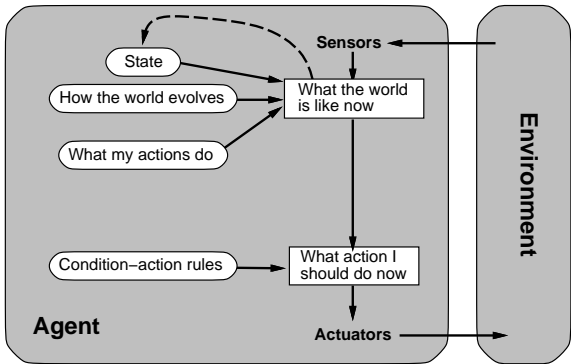 Sensors
State
How the world evolves
What the world
is like now
What my actions do
Environment
Condition−action rules
What action I
should do now
Agent
Actuators